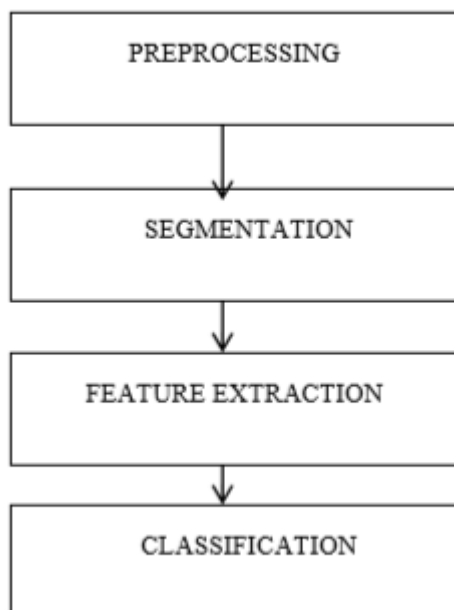 PREPROCESSING
SEGMENTATION
FEATURE EXTRACTION
CLASSIFICATION